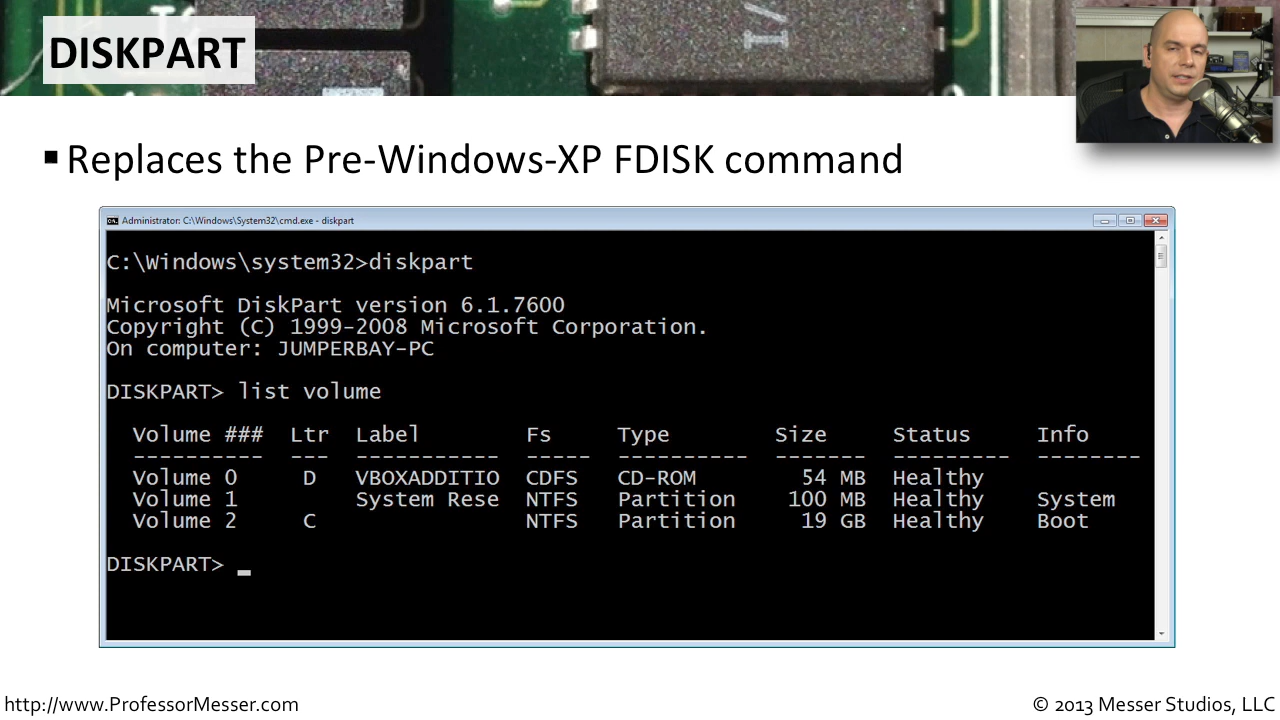 DISKPART
▪ Replaces the Pre-Windows-XP FDISK command
Administrator: C:\Windows\System32\cmd.exe - diskpart
C:\Windows\system32>diskpart
Microsoft DiskPart version 6.1.7600
Copyright (C) 1999-2008 Microsoft Corporation.
On computer: JUMPERBAY-PC
DISKPART> list volume
Volume ###  Ltr  Label        Fs     Type        Size     Status     Info
----------  ---  -----------  -----  ----------  -------  ---------  --------
Volume 0     D   VBOXADDITIO  CDFS   CD-ROM        54 MB  Healthy
Volume 1         System Rese  NTFS   Partition    100 MB  Healthy    System
Volume 2     C                NTFS   Partition     19 GB  Healthy    Boot
DISKPART> _
http://www.ProfessorMesser.com
© 2013 Messer Studios, LLC